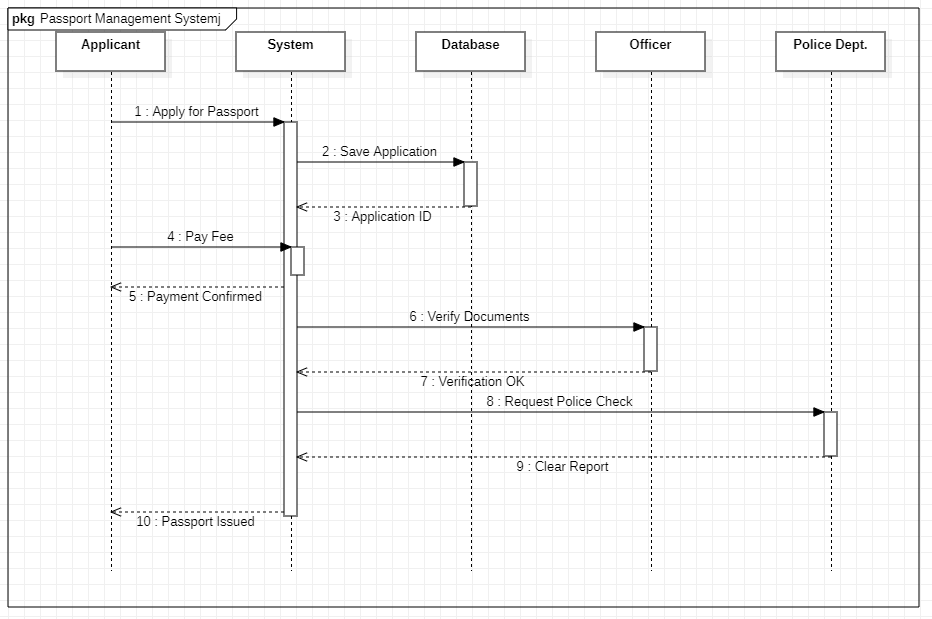 pkg Passport Management Systemj
Applicant
System
Database
Officer
Police Dept.
1 : Apply for Passport
2 : Save Application
3 : Application ID
4 : Pay Fee
5 : Payment Confirmed
6 : Verify Documents
7 : Verification OK
8 : Request Police Check
9 : Clear Report
10 : Passport Issued